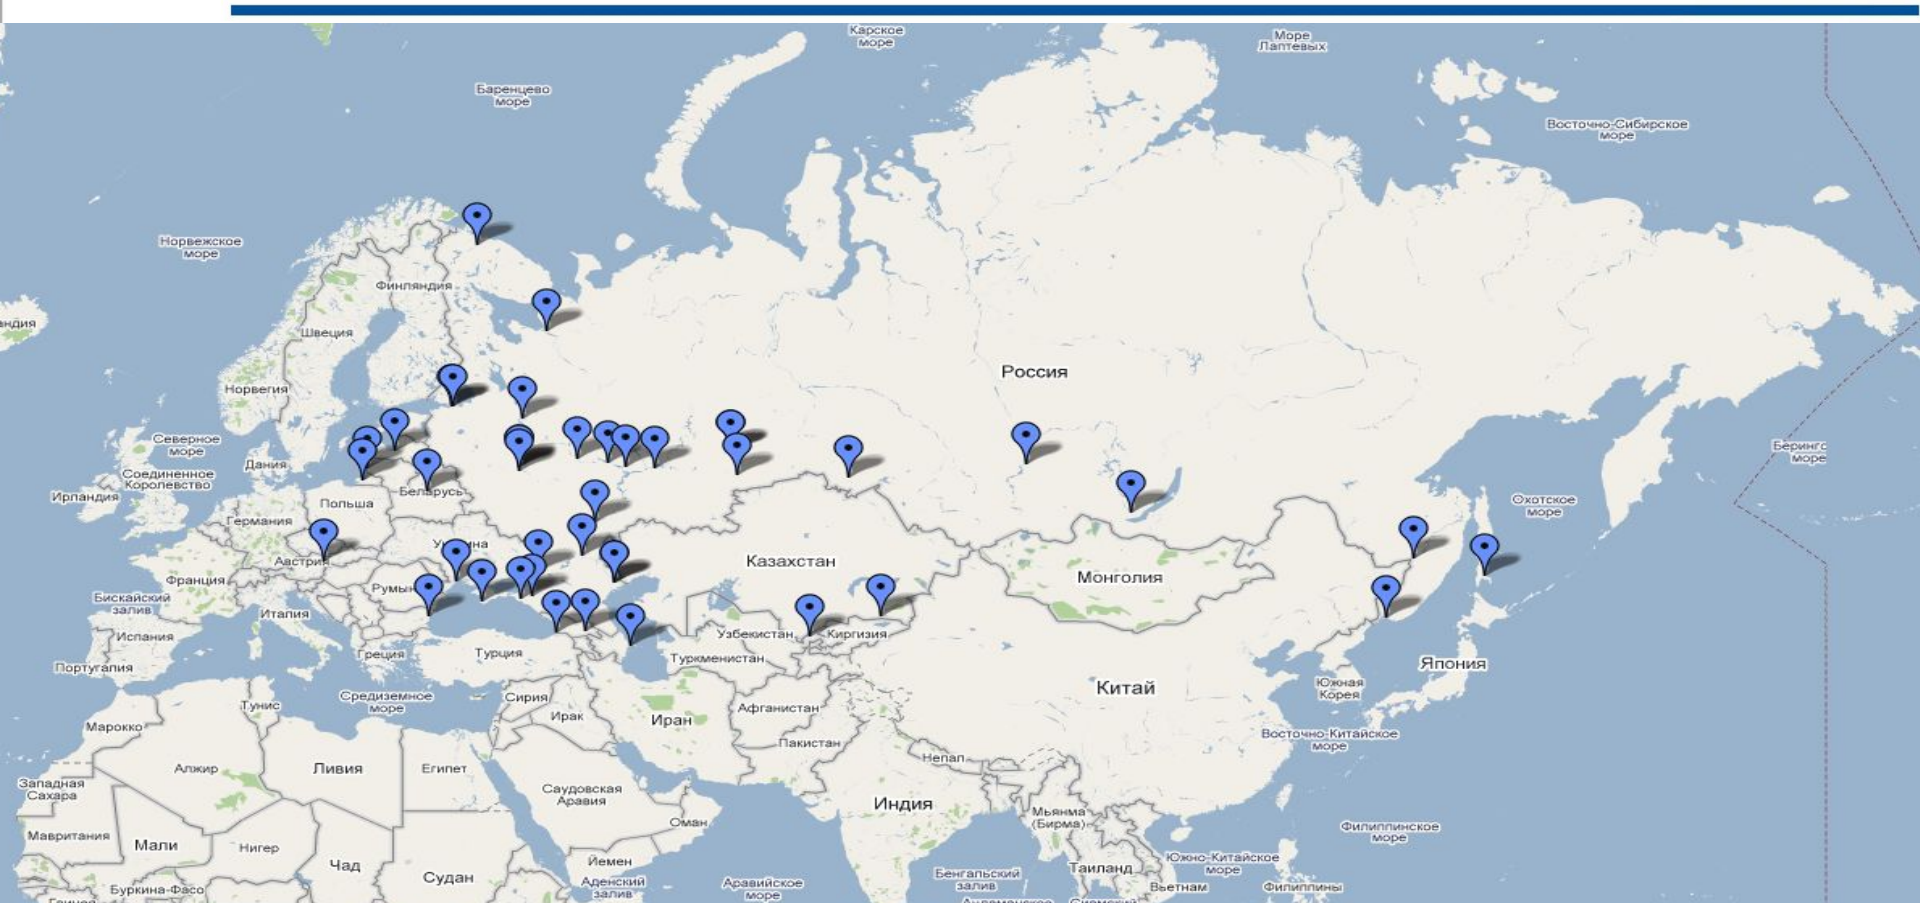 Карское
море
Море
Лаптевых
Баренцево
море
Восточно-Сибирское
море
Норвежское
море
Финляндия
андия
Швеция
Россия
Норвегия
Северное
море
Берингс
море
Дания
Соединенное
Королевство
Ирландия
Беларусь
Польша
Охотское
море
Германия
Украина
Австрия
Казахстан
Монголия
Франция
Румын
Бискайский
залив
Италия
Узбекистан
Киргизия
Испания
Греция
Турция
Туркменистан
Португалия
Япония
Южная
Корея
Китай
Средиземное
море
Сирия
Тунис
Афганистан
Ирак
Иран
Марокко
Восточно-Китайское
море
Пакистан
Непал
Алжир
Ливия
Египет
Западная
Сахара
Саудовская
Аравия
Индия
Мьянма
(Бирма)
Оман
Филиппинское
море
Мавритания
Мали
Нигер
Чад
Йемен
Южно-Китайское
море
Таиланд
Судан
Бенгальский
залив
Аденский
залив
Аравийское
море
Буркина-Фасо
Вьетнам
Филиппины